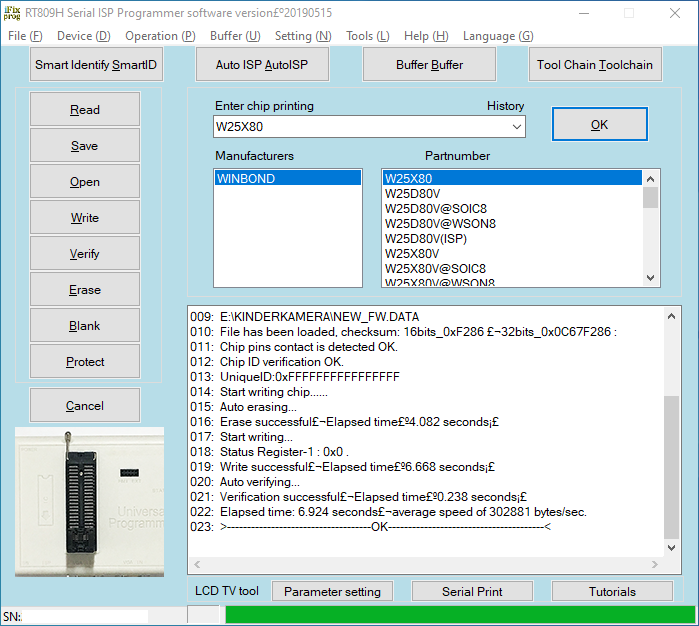 iFix
prog
RT809H Serial ISP Programmer software version£º20190515
File (F) Device (D) Operation (P) Buffer (U) Setting (N) Tools (L) Help (H) Language (G)
Smart Identify SmartID Auto ISP AutoISP Buffer Buffer Tool Chain Toolchain
Read
Save
Open
Write
Verify
Erase
Blank
Protect
Cancel
Enter chip printing History
W25X80
OK
Manufacturers Partnumber
WINBOND
W25X80
W25D80V
W25D80V@SOIC8
W25D80V@WSON8
W25D80V(ISP)
W25X80V
W25X80V@SOIC8
W25X80V@WSON8
009: E:\KINDERKAMERA\NEW_FW.DATA
010: File has been loaded, checksum: 16bits_0xF286 £¬32bits_0x0C67F286 :
011: Chip pins contact is detected OK.
012: Chip ID verification OK.
013: UniqueID:0xFFFFFFFFFFFFFFFF
014: Start writing chip......
015: Auto erasing...
016: Erase successful£¬Elapsed time£º4.082 seconds¡£
017: Start writing...
018: Status Register-1 : 0x0 .
019: Write successful£¬Elapsed time£º6.668 seconds¡£
020: Auto verifying...
021: Verification successful£¬Elapsed time£º0.238 seconds¡£
022: Elapsed time: 6.924 seconds£¬average speed of 302881 bytes/sec.
023: >------------------------------------OK---------------------------------------<
Universa
Programm
LCD TV tool Parameter setting Serial Print Tutorials
SN: